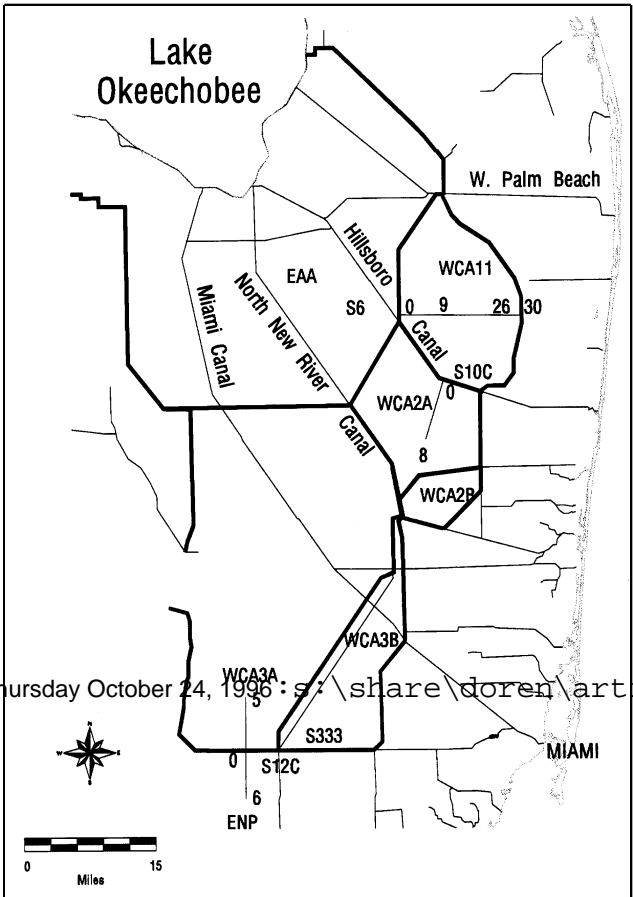 Lake
Okeechobee
W. Palm Beach
Hillsboro
WCA11
EAA
North New River
Miami Canal
S6
0 9 26 30
Canal
S10C
0
WCA2A
Canal
8
WCA2B
WCA3B
WCA3A
hursday October 24, 1996 : s:\share\doren\art
5
S333
N
W E
S
0
S12C
MIAMI
6
ENP
0 15
Miles